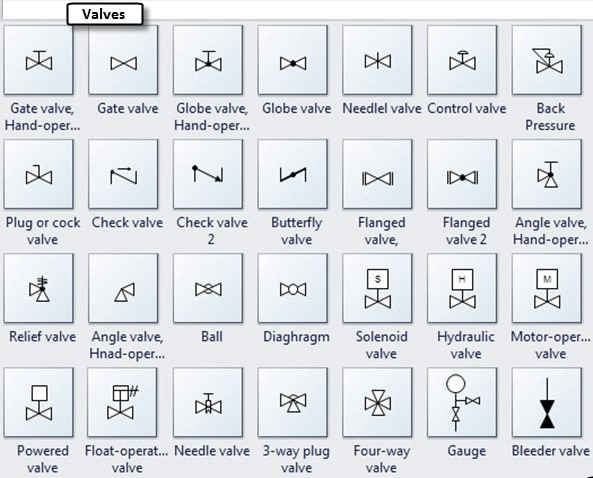 Valves
Gate valve, Gate valve Globe valve, Globe valve Needlel valve Control valve Back
Hand-oper... Hand-oper... Pressure
Plug or cock Check valve Check valve Butterfly Flanged Flanged Angle valve,
valve 2 valve valve, valve 2 Hand-oper...
S H M
Relief valve Angle valve, Ball Diaghragm Solenoid Hydraulic Motor-oper...
Hnad-oper... valve valve valve
Powered Float-operat... Needle valve 3-way plug Four-way Gauge Bleeder valve
valve valve valve valve